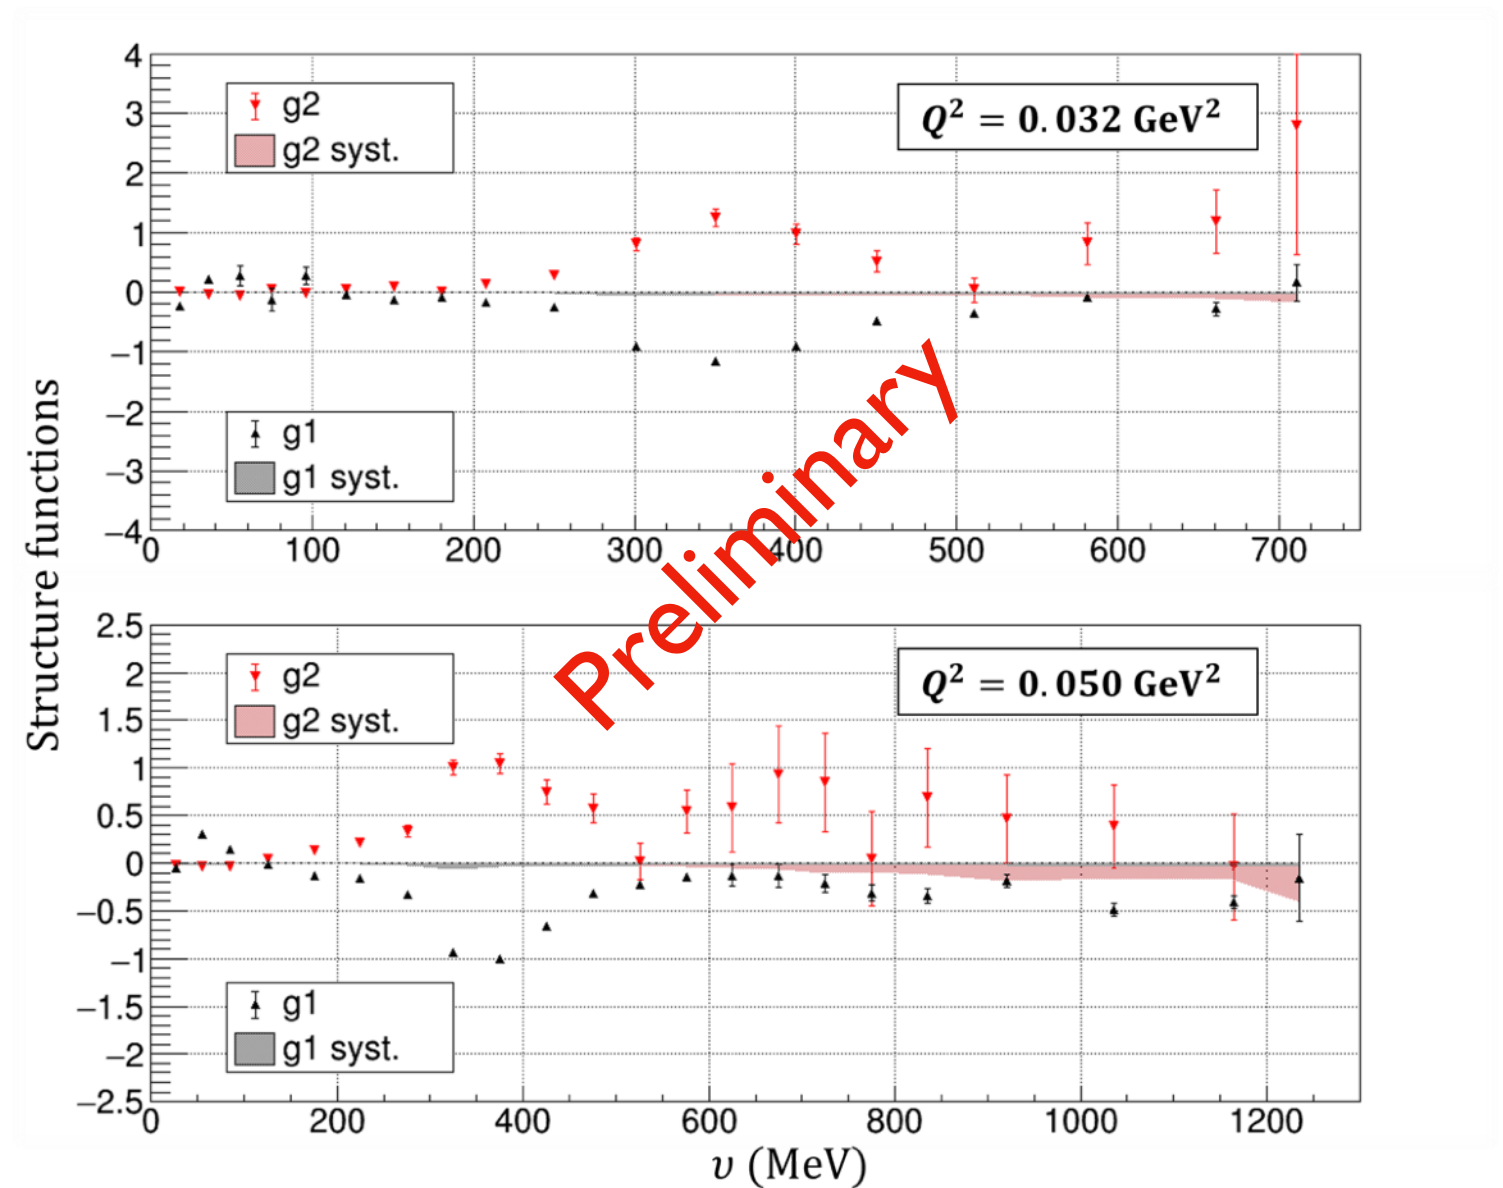 4
3
2
1
0
−1
−2
−3
−4
g2
g2 syst.
Q² = 0.032 GeV²
g1
g1 syst.
0 100 200 300 400 500 600 700
Structure functions
Preliminary
2.5
2
1.5
1
0.5
0
−0.5
−1
−1.5
−2
−2.5
g2
g2 syst.
Q² = 0.050 GeV²
g1
g1 syst.
0 200 400 600 800 1000 1200
υ (MeV)